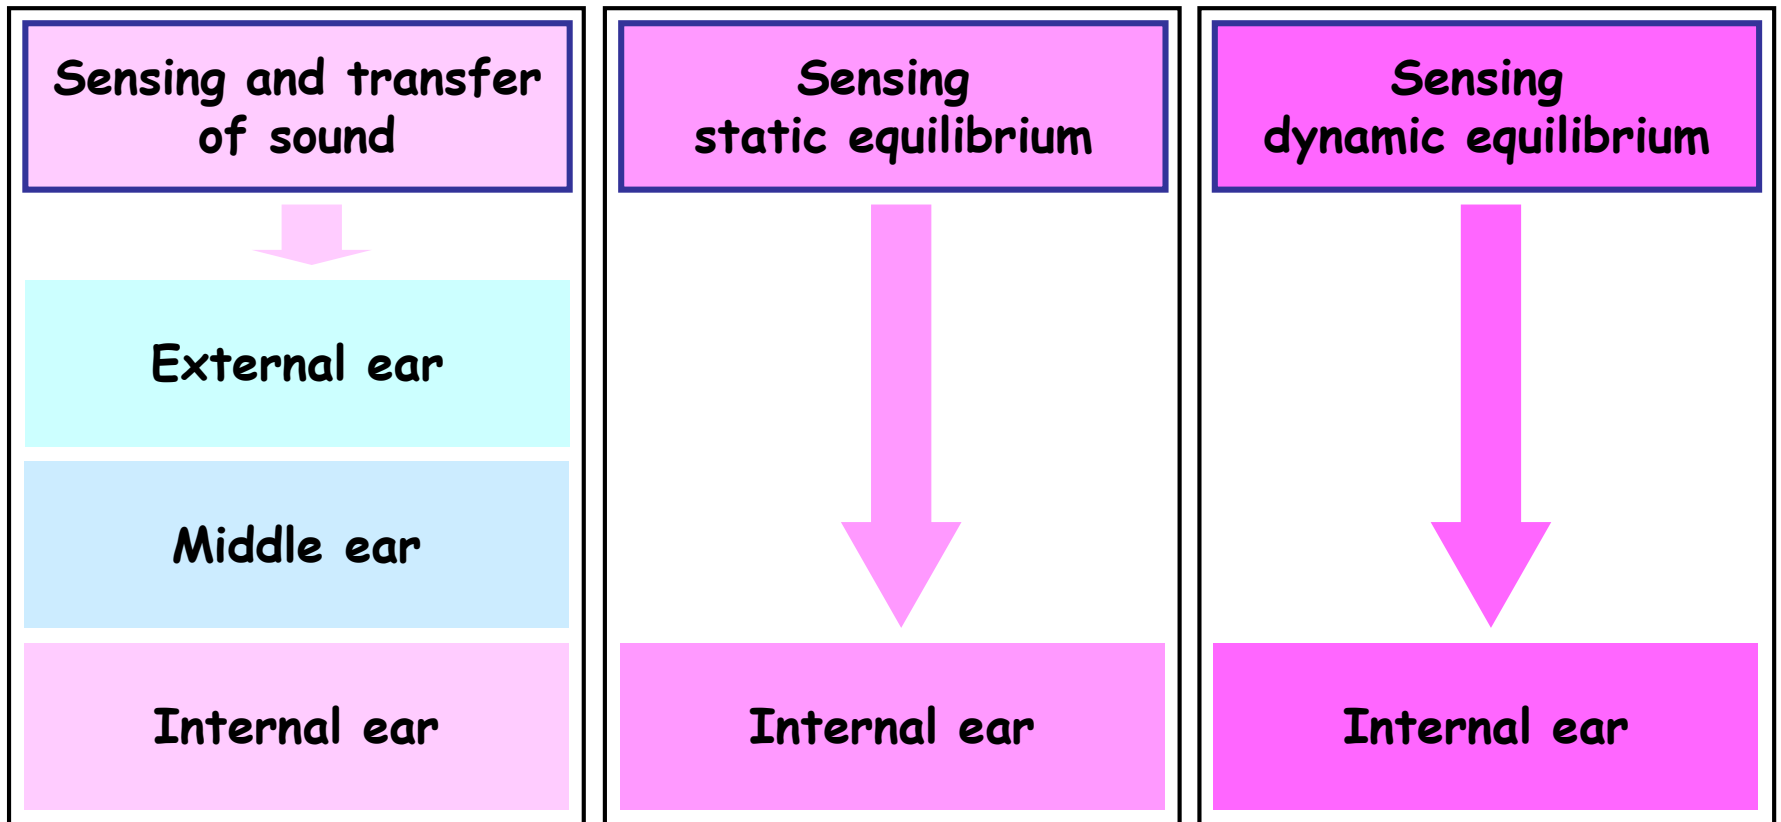 Sensing and transfer
of sound
External ear
Middle ear
Internal ear
Sensing
static equilibrium
Internal ear
Sensing
dynamic equilibrium
Internal ear